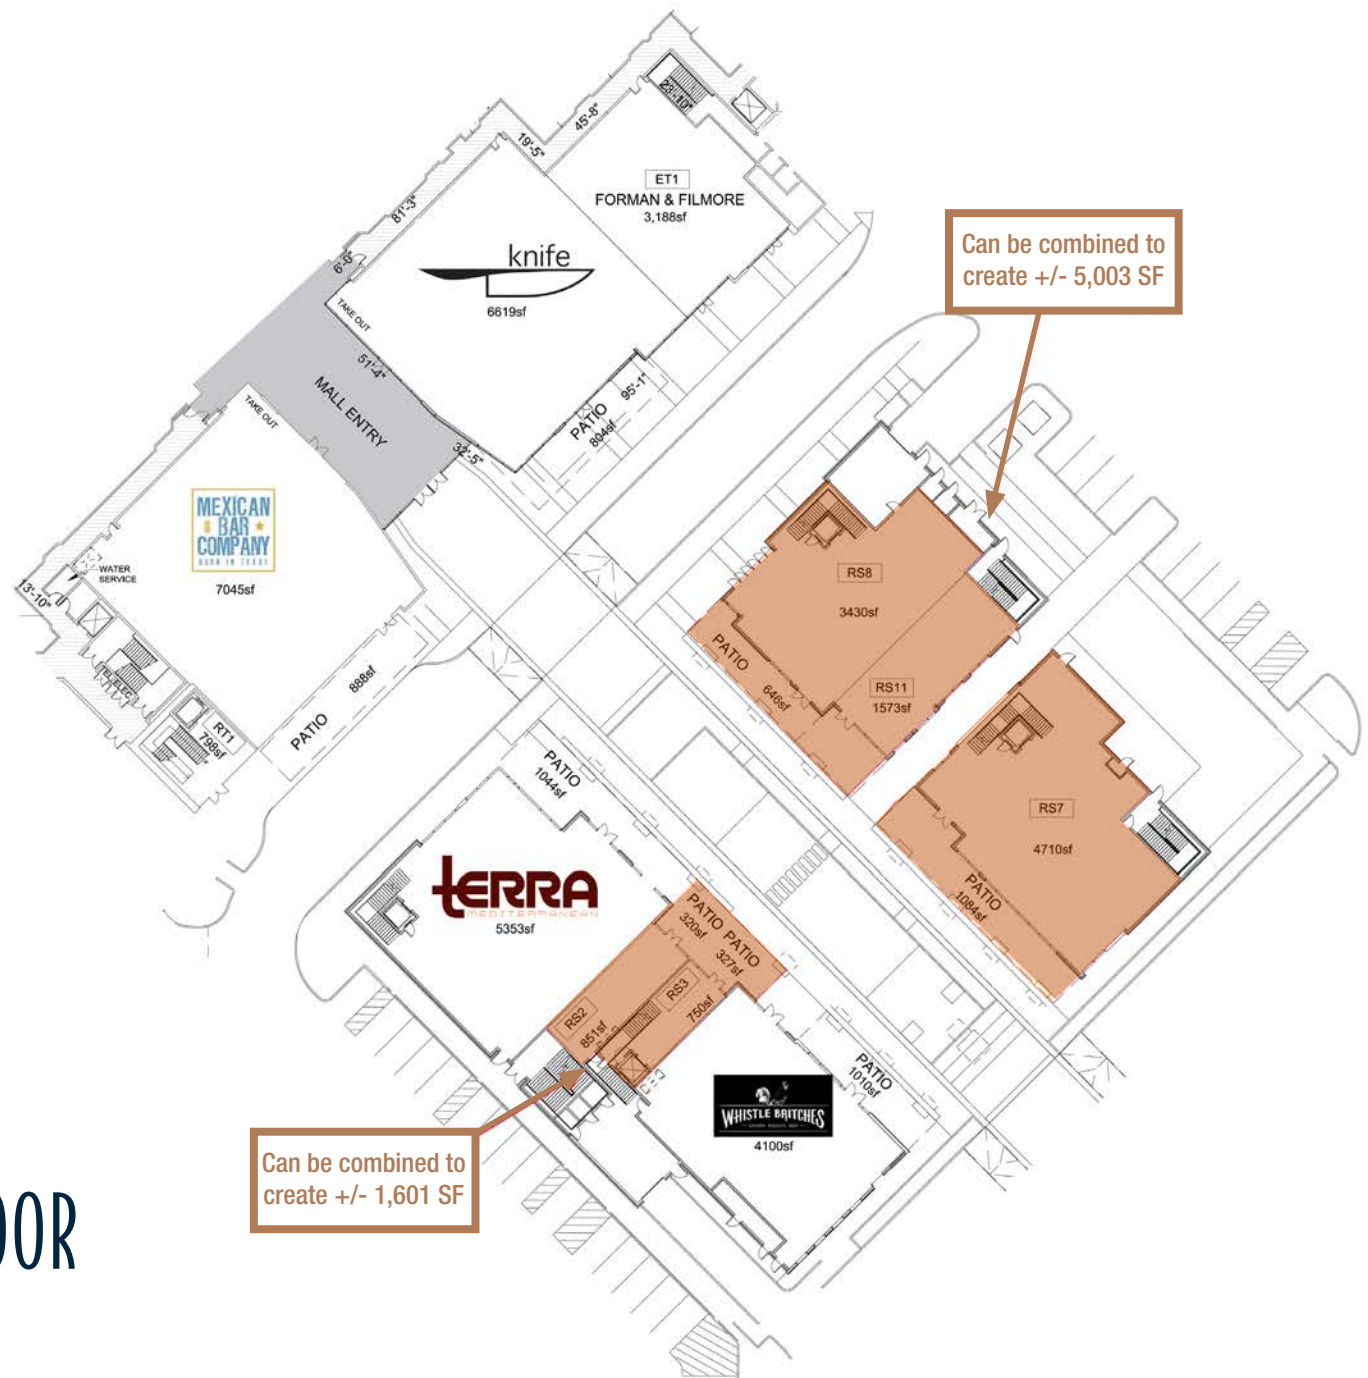 23'-10"
45'-8"
19'-5"
ET1
FORMAN & FILMORE
3,188sf
81'-3"
6'-0"
knife
6619sf
TAKE OUT
51'-4"
MALL ENTRY
TAKE OUT
32'-5"
95'-1"
PATIO
804sf
Can be combined to
create +/- 5,003 SF
MEXICAN
BAR
COMPANY
BORN IN TEXAS
7045sf
WATER
SERVICE
13'-10"
TEL
ELEC
RT1
798sf
888sf
PATIO
RS8
3430sf
PATIO
646sf
RS11
1573sf
RS7
4710sf
PATIO
1084sf
PATIO
1044sf
tERRA
MEDITERRANEAN
5353sf
PATIO
320sf
PATIO
327sf
RS2
851sf
RS3
750sf
PATIO
1010sf
WHISTLE BRITCHES
4100sf
Can be combined to
create +/- 1,601 SF
OOR